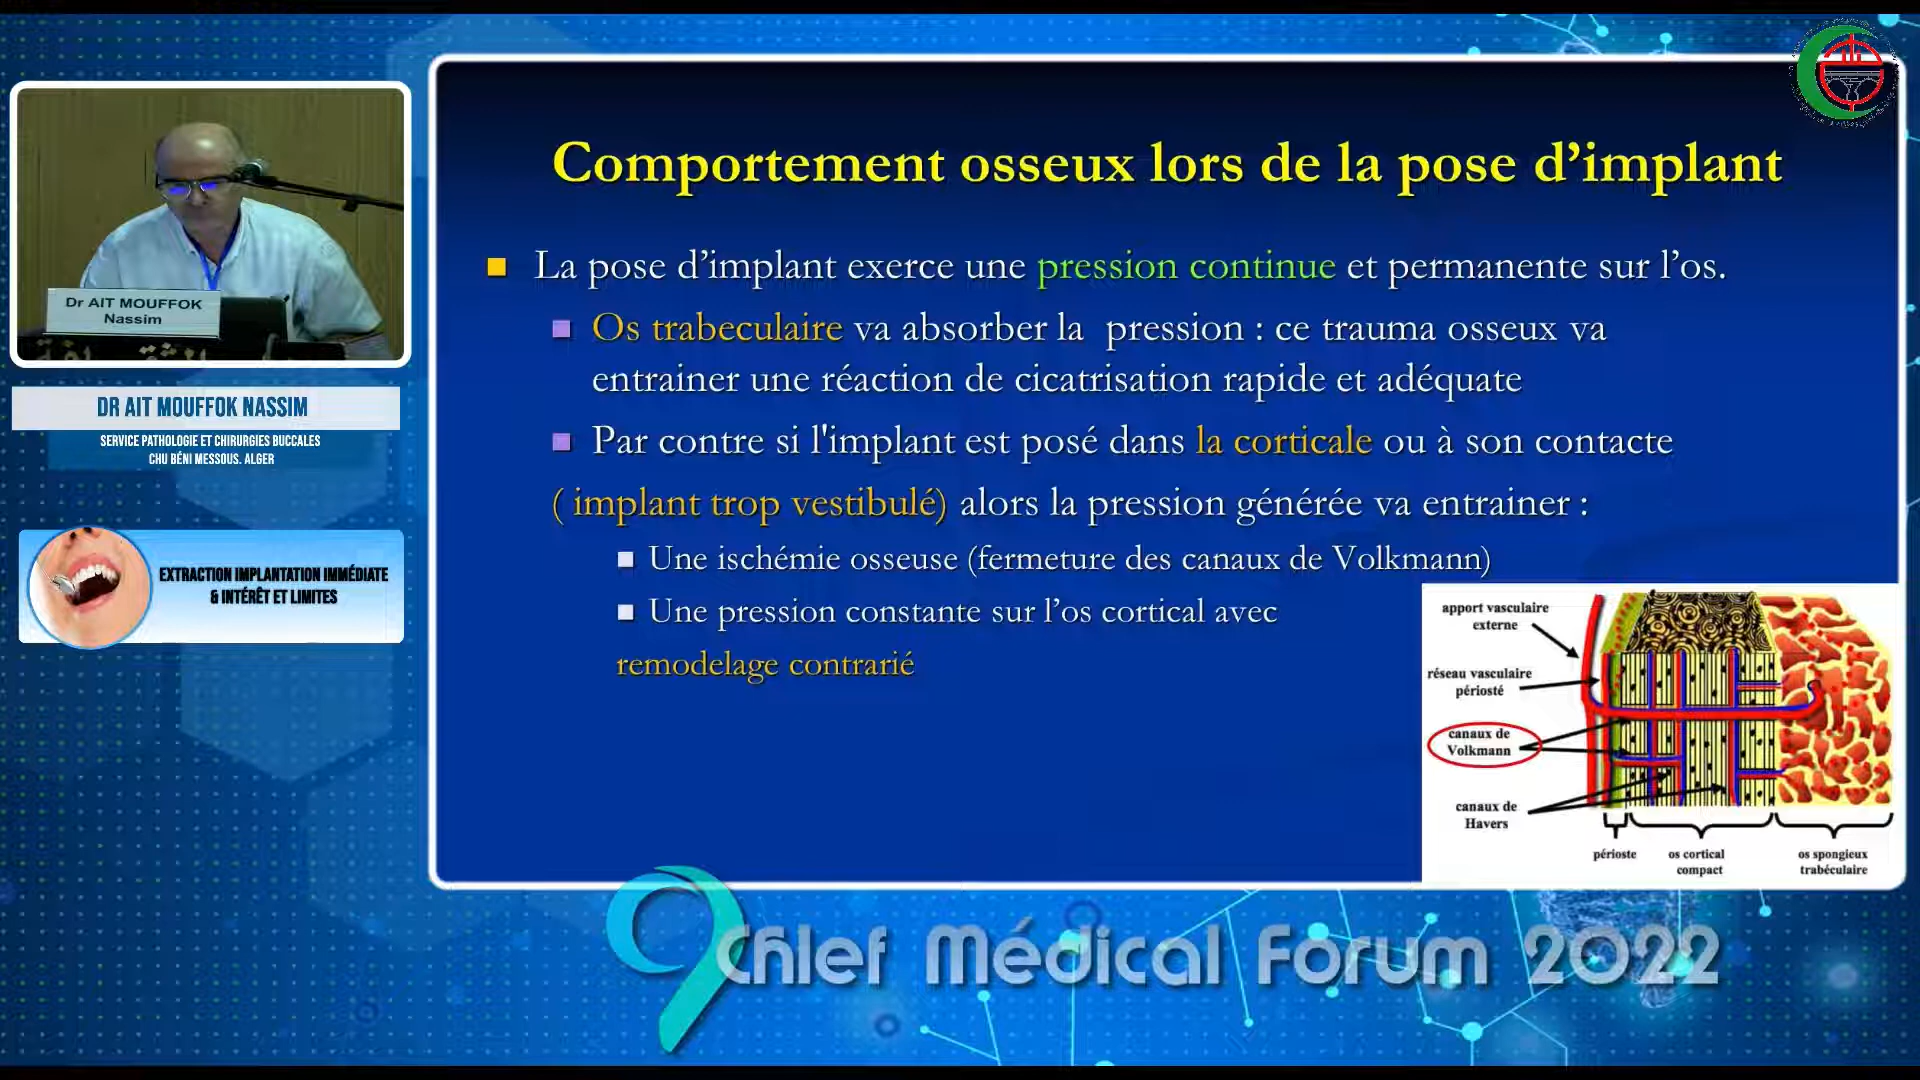 Dr AIT MOUFFOK
Nassim
DR AIT MOUFFOK NASSIM
SERVICE PATHOLOGIE ET CHIRURGIES BUCCALES
CHU BÉNI MESSOUS. ALGER
EXTRACTION IMPLANTATION IMMÉDIATE
& INTÉRÊT ET LIMITES
Comportement osseux lors de la pose d’implant
La pose d’implant exerce une pression continue et permanente sur l’os.
Os trabeculaire va absorber la pression : ce trauma osseux va
entrainer une réaction de cicatrisation rapide et adéquate
Par contre si l'implant est posé dans la corticale ou à son contacte
( implant trop vestibulé) alors la pression générée va entrainer :
Une ischémie osseuse (fermeture des canaux de Volkmann)
Une pression constante sur l’os cortical avec
remodelage contrarié
apport vasculaire
externe
réseau vasculaire
périosté
canaux de
Volkmann
canaux de
Havers
périoste
os cortical
compact
os spongieux
trabéculaire
9 Chlef Médical Forum 2022